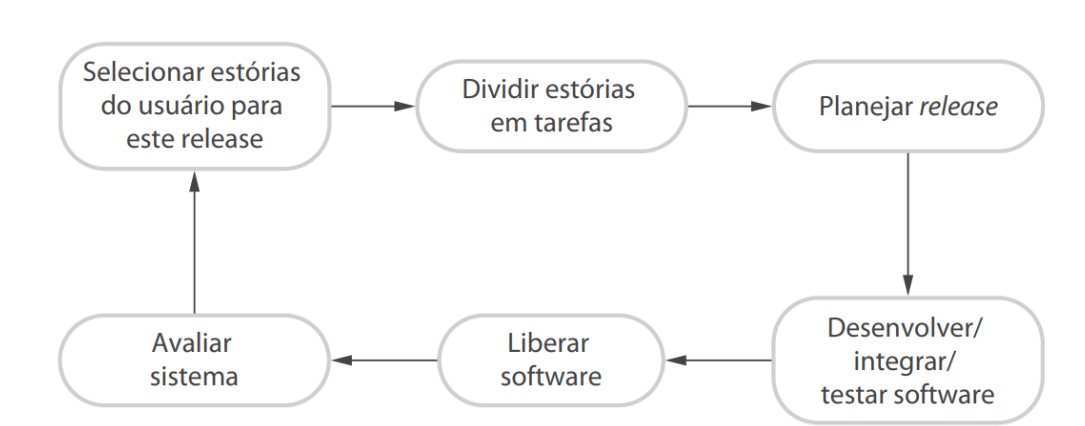 Selecionar estórias
do usuário para
este release
Dividir estórias
em tarefas
Planejar release
Desenvolver/
integrar/
testar software
Liberar
software
Avaliar
sistema